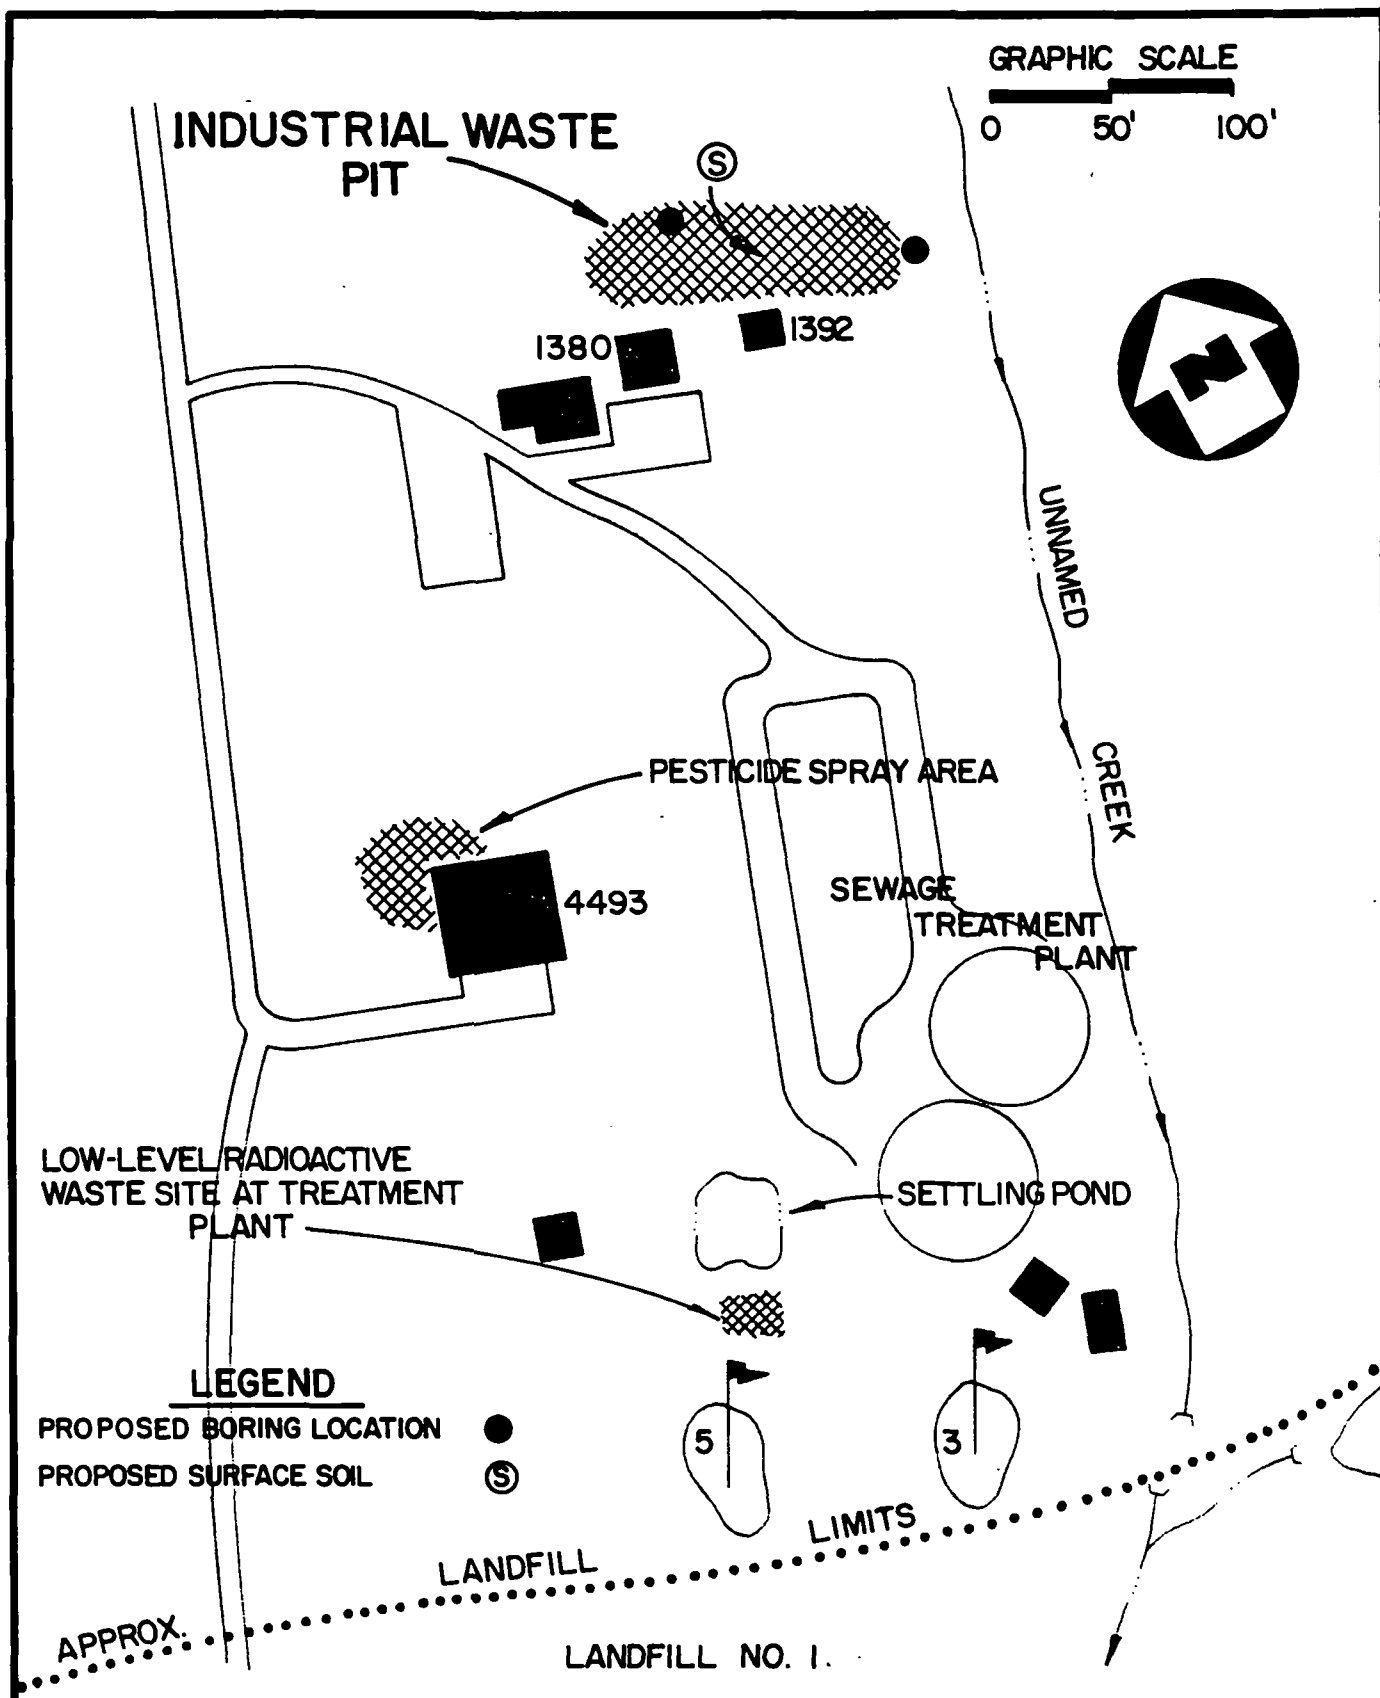 GRAPHIC SCALE
0 50' 100'
INDUSTRIAL WASTE
PIT
S
1380
1392
N
UNNAMED
CREEK
PESTICIDE SPRAY AREA
4493
SEWAGE
TREATMENT
PLANT
LOW-LEVEL RADIOACTIVE
WASTE SITE AT TREATMENT
PLANT
SETTLING POND
LEGEND
PROPOSED BORING LOCATION
PROPOSED SURFACE SOIL S
5
3
APPROX. LANDFILL LIMITS
LANDFILL NO. 1.